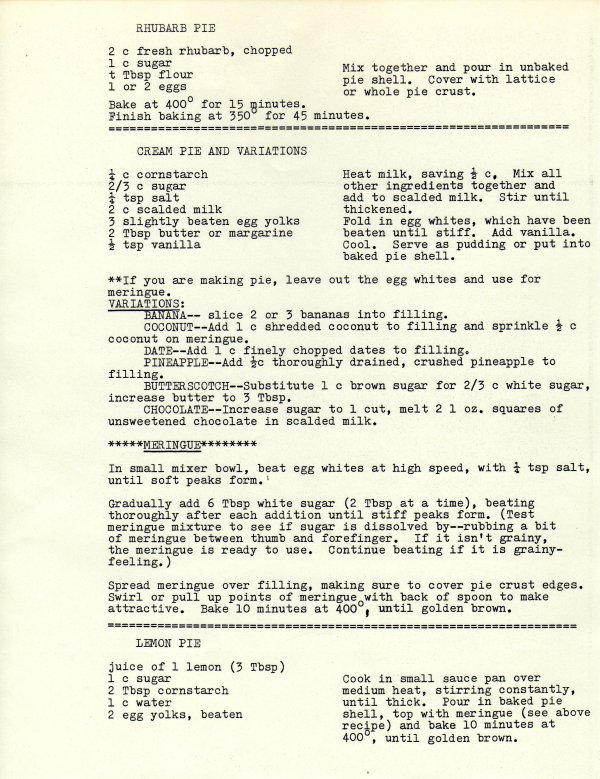 RHUBARB PIE
2 c fresh rhubarb, chopped
1 c sugar
t Tbsp flour
1 or 2 eggs
Mix together and pour in unbaked
pie shell. Cover with lattice
or whole pie crust.
Bake at 400° for 15 minutes.
Finish baking at 350° for 45 minutes.
==================================================================
CREAM PIE AND VARIATIONS
¼ c cornstarch
2/3 c sugar
¼ tsp salt
2 c scalded milk
3 slightly beaten egg yolks
2 Tbsp butter or margarine
½ tsp vanilla
Heat milk, saving ½ c. Mix all
other ingredients together and
add to scalded milk. Stir until
thickened.
Fold in egg whites, which have been
beaten until stiff. Add vanilla.
Cool. Serve as pudding or put into
baked pie shell.
**If you are making pie, leave out the egg whites and use for
meringue.
VARIATIONS:
BANANA-- slice 2 or 3 bananas into filling.
COCONUT--Add 1 c shredded coconut to filling and sprinkle ½ c
coconut on meringue.
DATE--Add 1 c finely chopped dates to filling.
PINEAPPLE--Add ½c thoroughly drained, crushed pineapple to
filling.
BUTTERSCOTCH--Substitute 1 c brown sugar for 2/3 c white sugar,
increase butter to 3 Tbsp.
CHOCOLATE--Increase sugar to 1 cut, melt 2 1 oz. squares of
unsweetened chocolate in scalded milk.
*****MERINGUE********
In small mixer bowl, beat egg whites at high speed, with ¼ tsp salt,
until soft peaks form.
Gradually add 6 Tbsp white sugar (2 Tbsp at a time), beating
thoroughly after each addition until stiff peaks form. (Test
meringue mixture to see if sugar is dissolved by--rubbing a bit
of meringue between thumb and forefinger. If it isn't grainy,
the meringue is ready to use. Continue beating if it is grainy-
feeling.)
Spread meringue over filling, making sure to cover pie crust edges.
Swirl or pull up points of meringue with back of spoon to make
attractive. Bake 10 minutes at 400°, until golden brown.
==================================================================
LEMON PIE
juice of 1 lemon (3 Tbsp)
1 c sugar
2 Tbsp cornstarch
1 c water
2 egg yolks, beaten
Cook in small sauce pan over
medium heat, stirring constantly,
until thick. Pour in baked pie
shell, top with meringue (see above
recipe) and bake 10 minutes at
400°, until golden brown.